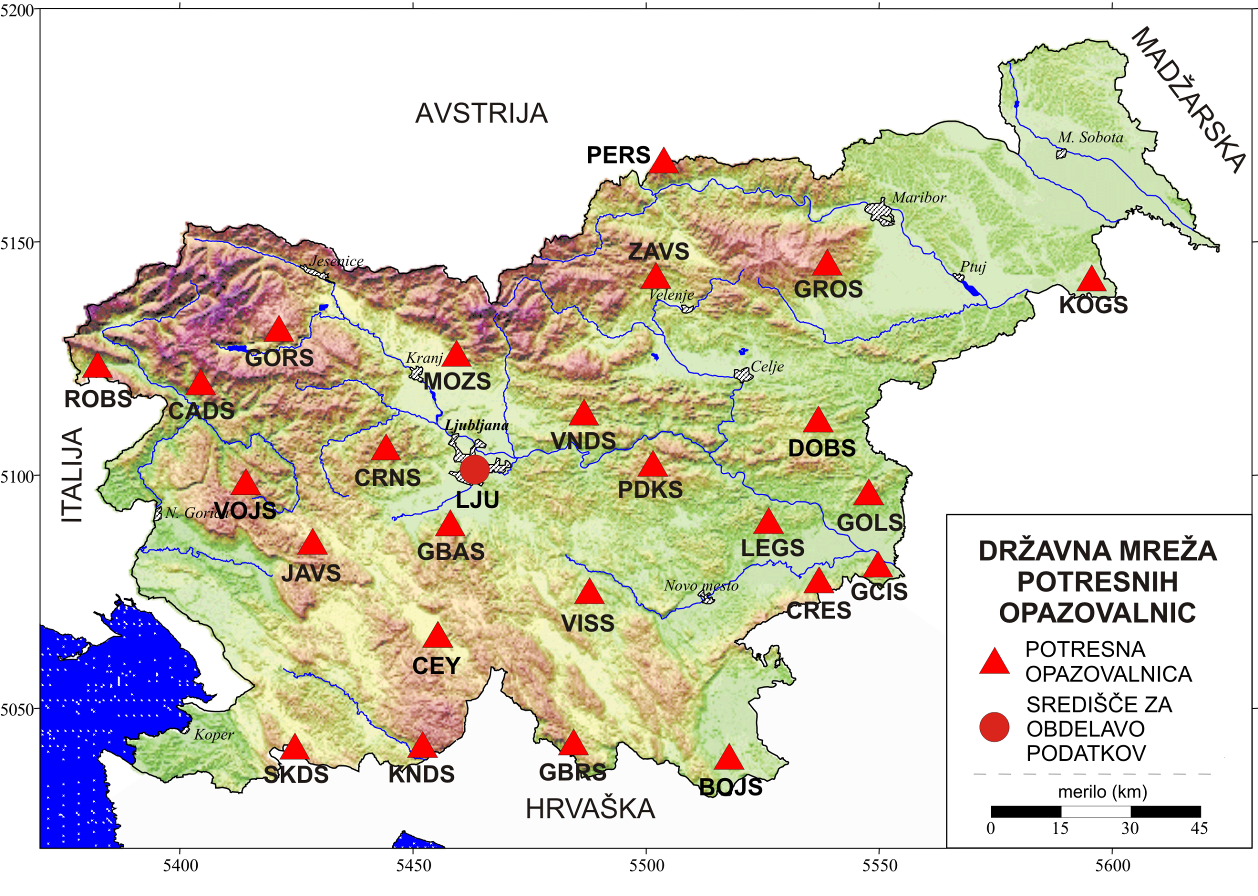 5200
AVSTRIJA
MADŽARSKA
M. Sobota
PERS
Maribor
5150
ZAVS
Jesenice
GROS
Ptuj
Velenje
KOGS
GORS
Kranj
MOZS
Celje
ROBS
CADS
Ljubljana
VNDS
DOBS
ITALIJA
CRNS
5100
LJU
PDKS
VOJS
N. Gorica
GOLS
GBAS
LEGS
JAVS
Novo mesto
GCIS
CRES
VISS
CEY
5050
Koper
SKDS
KNDS
GBRS
BOJS
HRVAŠKA
DRŽAVNA MREŽA
POTRESNIH
OPAZOVALNIC
POTRESNA
OPAZOVALNICA
SREDIŠČE ZA
OBDELAVO
PODATKOV
merilo (km)
0 15 30 45
5400 5450 5500 5550 5600